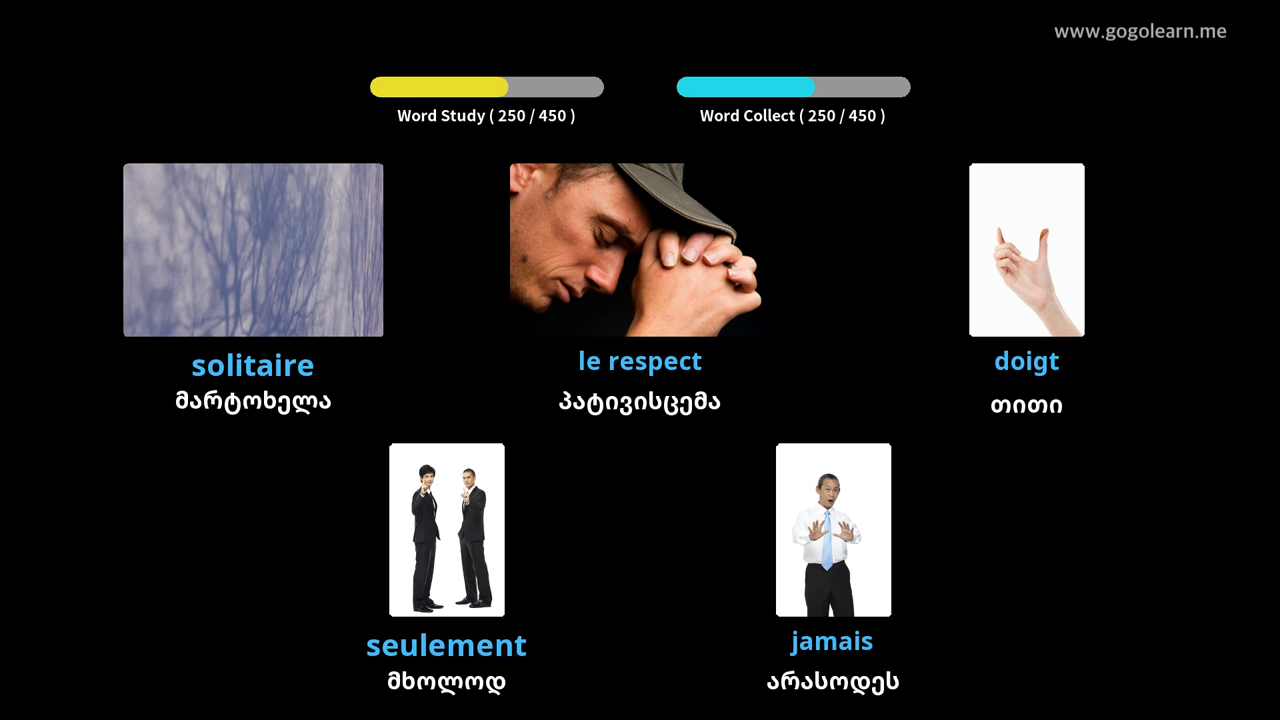 www.gogolearn.me
Word Study ( 250 / 450 )
Word Collect ( 250 / 450 )
solitaire
მარტოხელა
le respect
პატივისცემა
doigt
თითი
seulement
მხოლოდ
jamais
არასოდეს